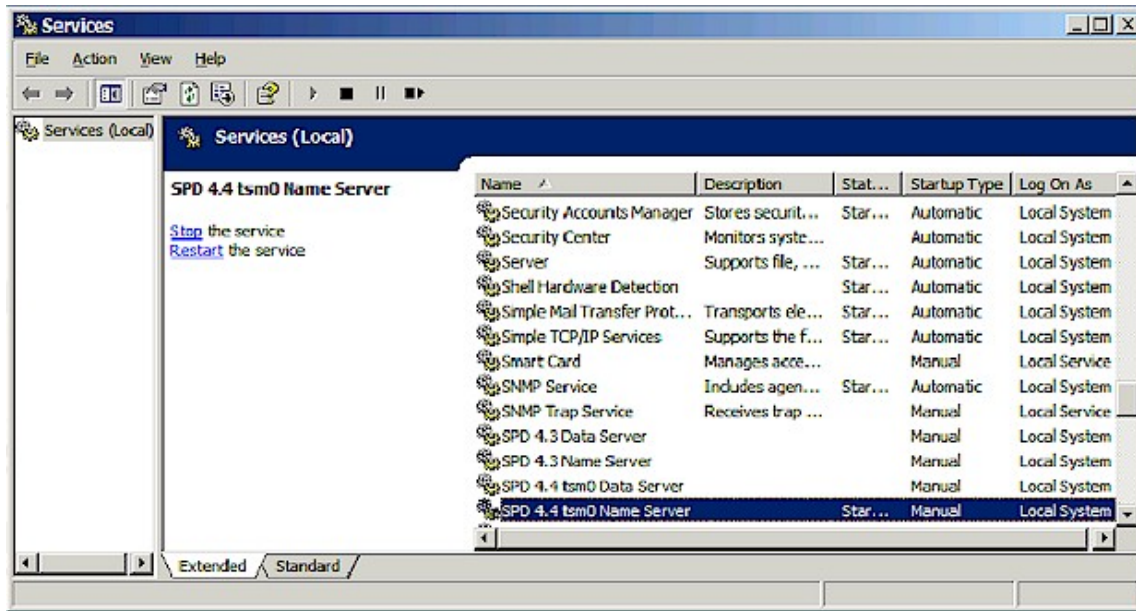 Services
File Action View Help
Services (Local)
Services (Local)
SPD 4.4 tsm0 Name Server
Stop the service
Restart the service
Name Description Stat... Startup Type Log On As
Security Accounts Manager Stores securit... Star... Automatic Local System
Security Center Monitors syste... Automatic Local System
Server Supports file, ... Star... Automatic Local System
Shell Hardware Detection Star... Automatic Local System
Simple Mail Transfer Prot... Transports ele... Star... Automatic Local System
Simple TCP/IP Services Supports the f... Star... Automatic Local System
Smart Card Manages acce... Manual Local Service
SNMP Service Includes agen... Star... Automatic Local System
SNMP Trap Service Receives trap ... Manual Local Service
SPD 4.3 Data Server Manual Local System
SPD 4.3 Name Server Manual Local System
SPD 4.4 tsm0 Data Server Manual Local System
SPD 4.4 tsm0 Name Server Star... Manual Local System
Extended Standard